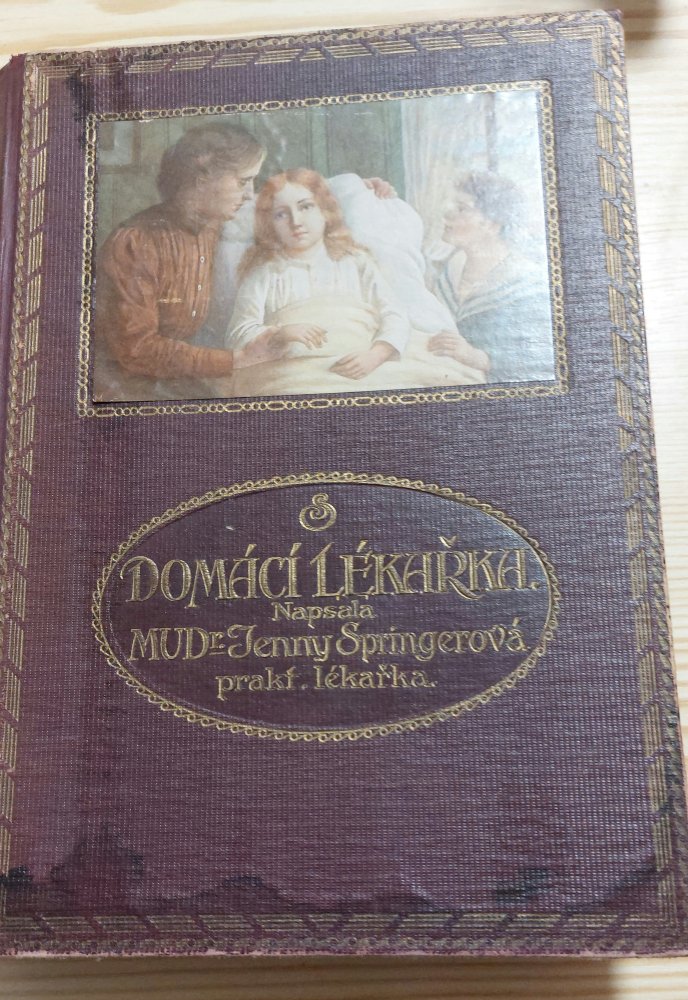 S
DOMÁCÍ LÉKAŘKA.
Napsala
MUDr. Jenny Springerová
prakt. lékařka.